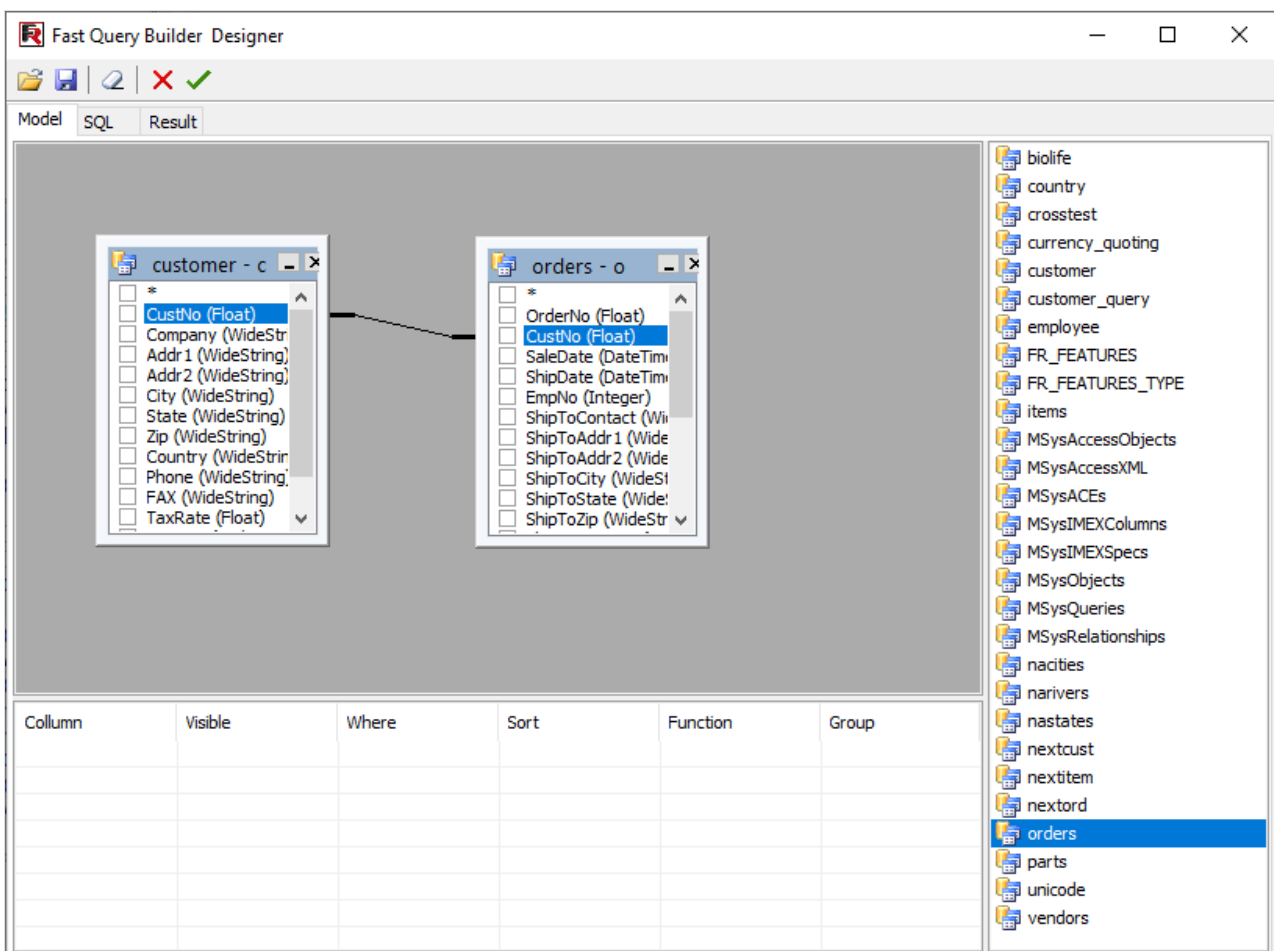 Fast Query Builder Designer
Model SQL Result
customer - c
*
CustNo (Float)
Company (WideStr
Addr1 (WideString)
Addr2 (WideString)
City (WideString)
State (WideString)
Zip (WideString)
Country (WideStrin
Phone (WideString)
FAX (WideString)
TaxRate (Float)
orders - o
*
OrderNo (Float)
CustNo (Float)
SaleDate (DateTim
ShipDate (DateTim
EmpNo (Integer)
ShipToContact (Wi
ShipToAddr1 (Wide
ShipToAddr2 (Wide
ShipToCity (WideSt
ShipToState (WideS
ShipToZip (WideStr
Collumn Visible Where Sort Function Group
biolife
country
crosstest
currency_quoting
customer
customer_query
employee
FR_FEATURES
FR_FEATURES_TYPE
items
MSysAccessObjects
MSysAccessXML
MSysACEs
MSysIMEXColumns
MSysIMEXSpecs
MSysObjects
MSysQueries
MSysRelationships
nacities
narivers
nastates
nextcust
nextitem
nextord
orders
parts
unicode
vendors